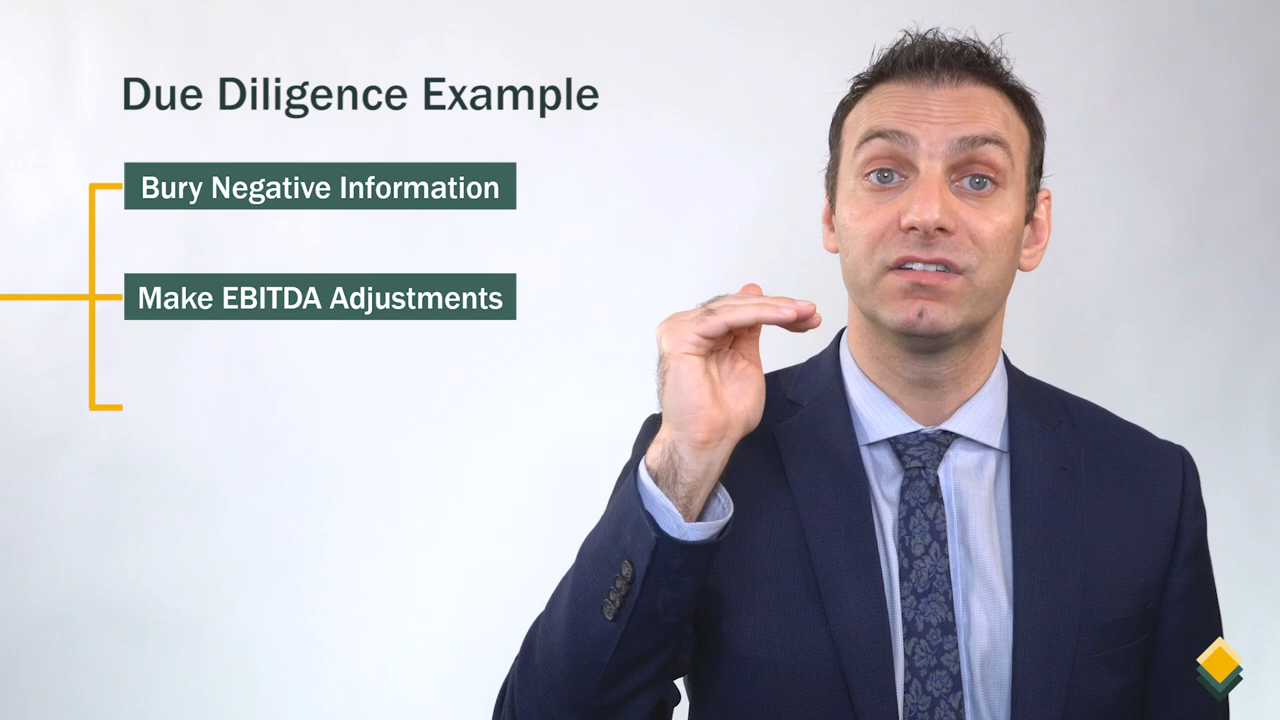 Due Diligence Example
Bury Negative Information
Make EBITDA Adjustments